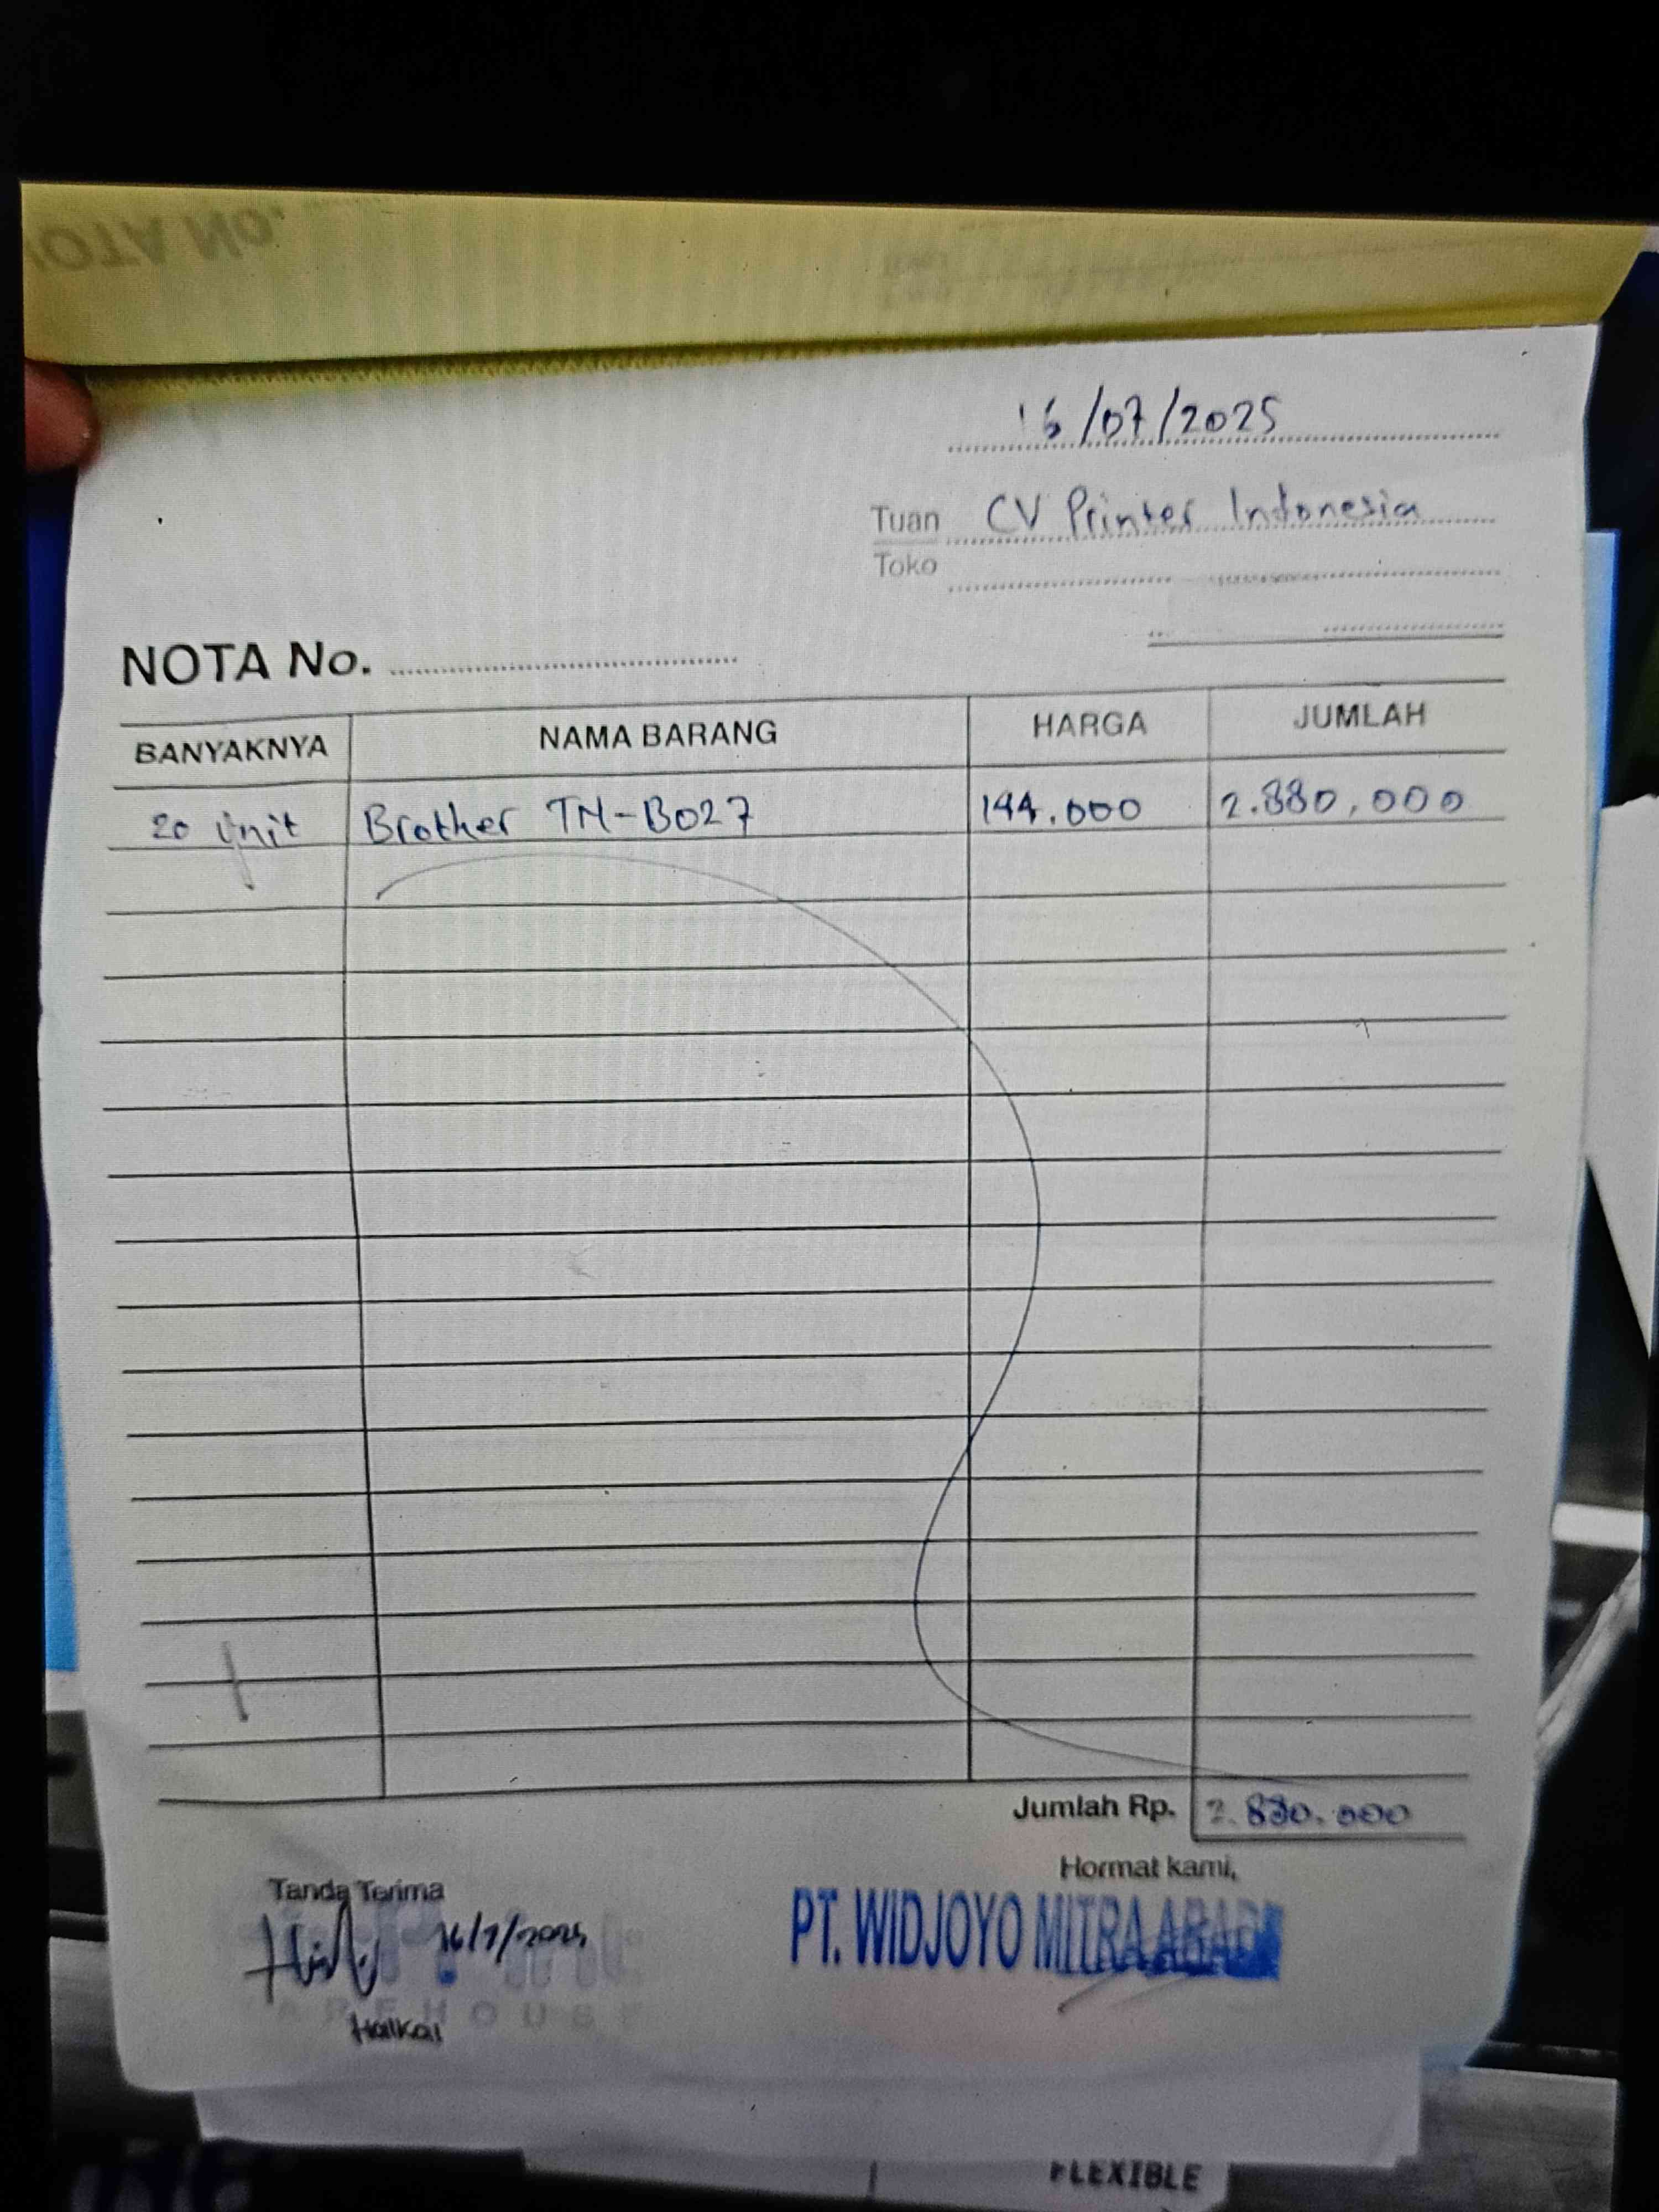 NOTA No.
16/07/2025
Tuan CV Printer Indonesia
Toko
NOTA No.
BANYAKNYA NAMA BARANG HARGA JUMLAH
20 Unit Brother TN-B027 144.000 2.880.000
Jumlah Rp. 2.880.000
Tanda Terima Hormat kami,
16/7/2025 PT. WIDJOYO MITRA ABADI
Haikal
FLEXIBLE